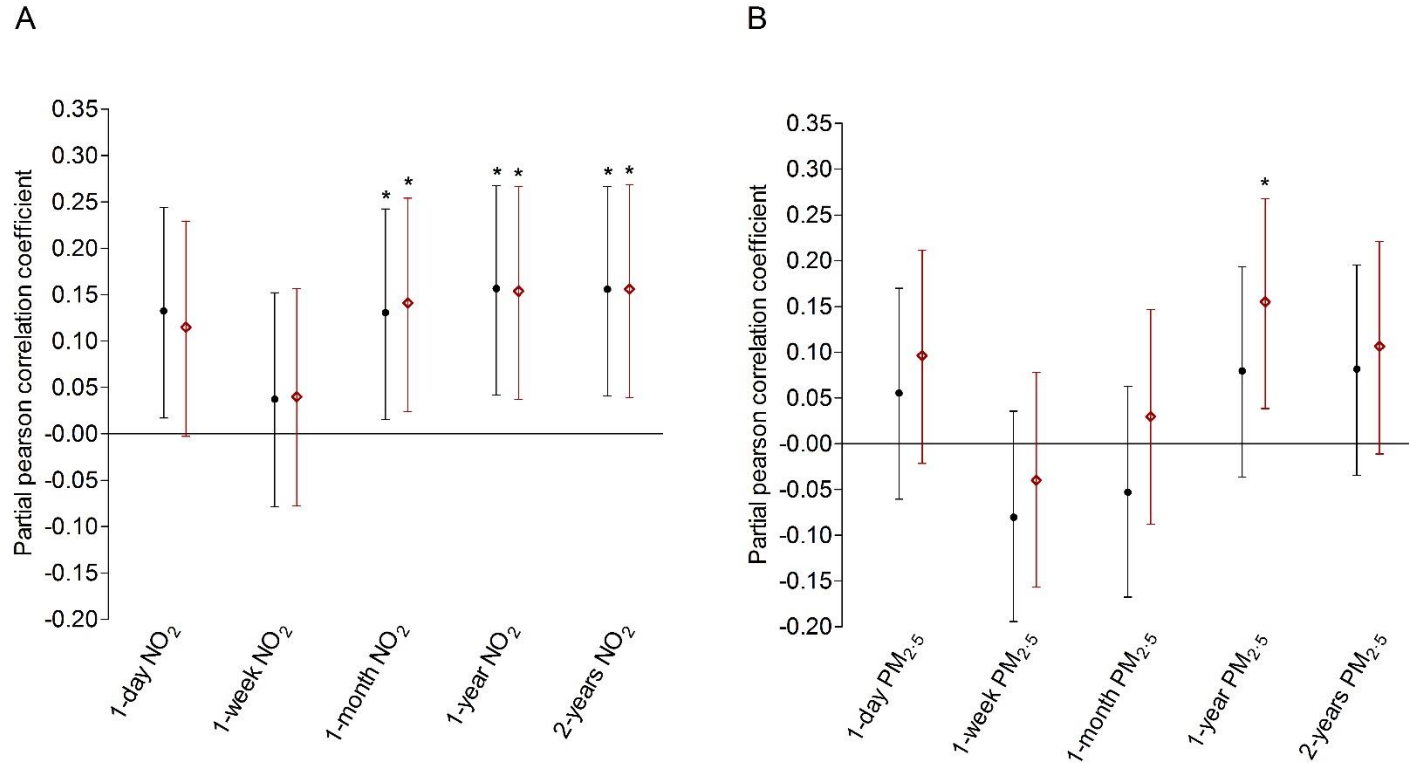 A
Partial pearson correlation coefficient
0.35
0.30
0.25
0.20
0.15
0.10
0.05
-0.00
-0.05
-0.10
-0.15
-0.20
* * * * * *
1-day NO₂
1-week NO₂
1-month NO₂
1-year NO₂
2-years NO₂
B
Partial pearson correlation coefficient
0.35
0.30
0.25
0.20
0.15
0.10
0.05
-0.00
-0.05
-0.10
-0.15
-0.20
*
1-day PM₂.₅
1-week PM₂.₅
1-month PM₂.₅
1-year PM₂.₅
2-years PM₂.₅